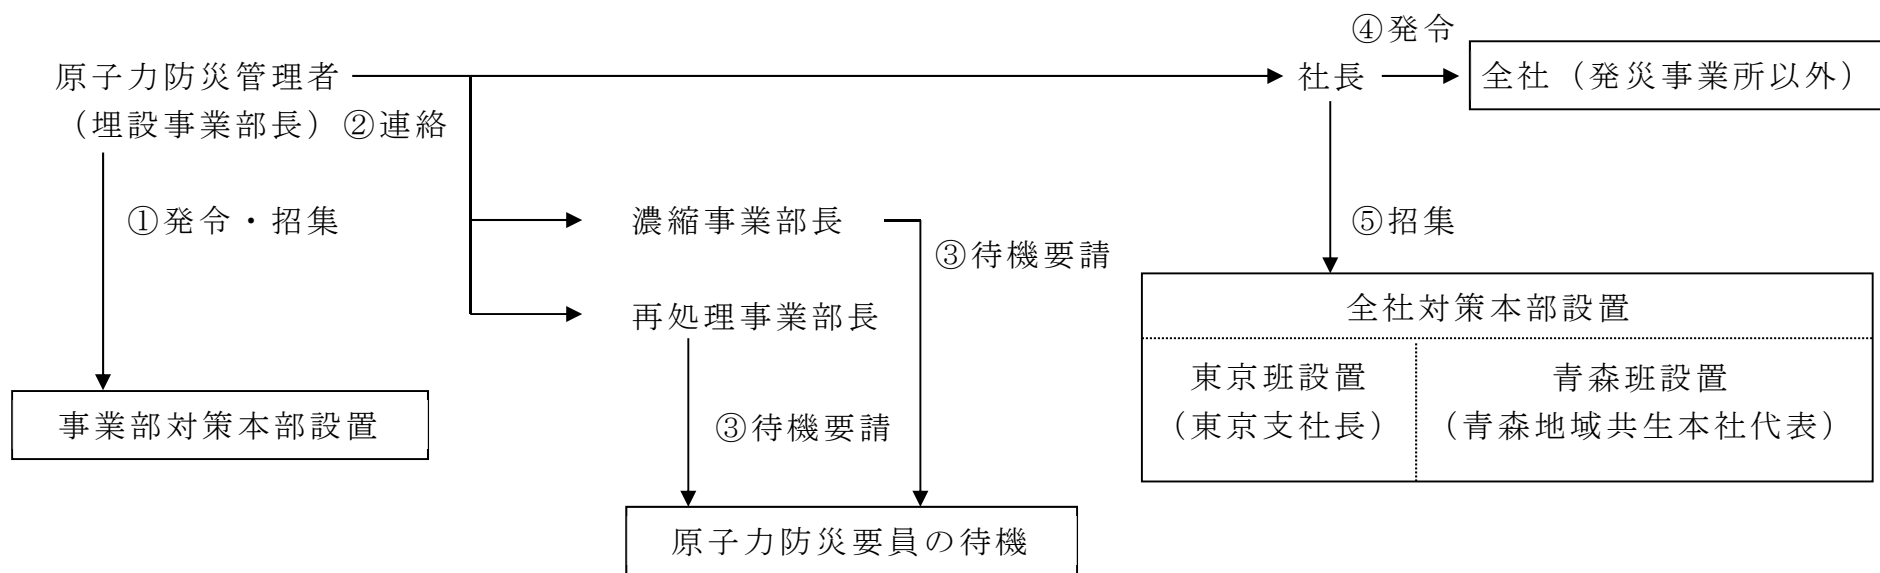 ④発令
原子力防災管理者
社長
全社（発災事業所以外）
（埋設事業部長）②連絡
①発令・招集
濃縮事業部長
⑤招集
③待機要請
再処理事業部長
全社対策本部設置
東京班設置
（東京支社長）
青森班設置
（青森地域共生本社代表）
事業部対策本部設置
③待機要請
原子力防災要員の待機